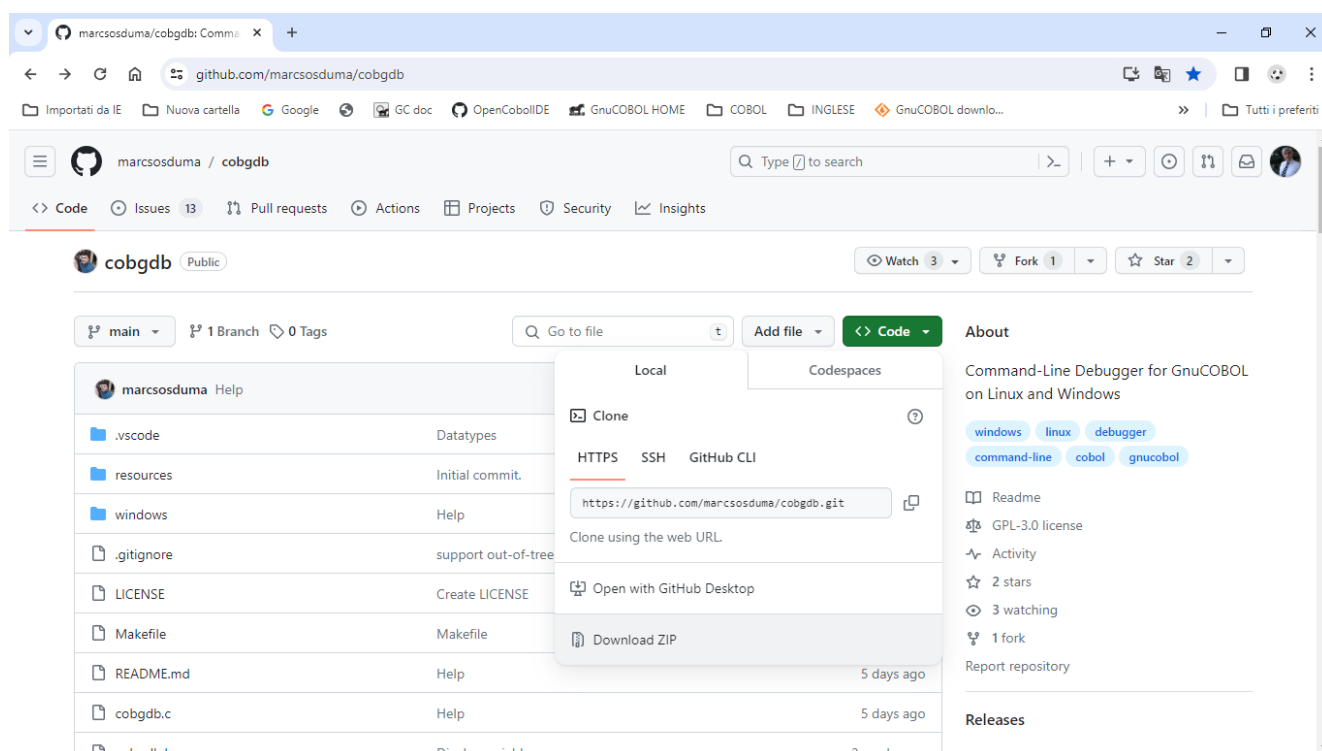 marcsosduma/cobgdb: Comma
github.com/marcsosduma/cobgdb
Importati da IE Nuova cartella Google GC doc OpenCobolIDE GnuCOBOL HOME COBOL INGLESE GnuCOBOL downlo... » Tutti i preferiti
marcsosduma / cobgdb Type / to search
<> Code Issues 13 Pull requests Actions Projects Security Insights
cobgdb Public Watch 3 Fork 1 Star 2
main 1 Branch 0 Tags Go to file t Add file <> Code About
Local Codespaces
Command-Line Debugger for GnuCOBOL
on Linux and Windows
marcsosduma Help
Clone
windows linux debugger
.vscode Datatypes
HTTPS SSH GitHub CLI
command-line cobol gnucobol
resources Initial commit.
https://github.com/marcsosduma/cobgdb.git
Readme
windows Help
GPL-3.0 license
Clone using the web URL.
.gitignore support out-of-tree
Activity
2 stars
LICENSE Create LICENSE
Open with GitHub Desktop
3 watching
Makefile Makefile
Download ZIP
1 fork
Report repository
README.md Help 5 days ago
cobgdb.c Help 5 days ago
Releases